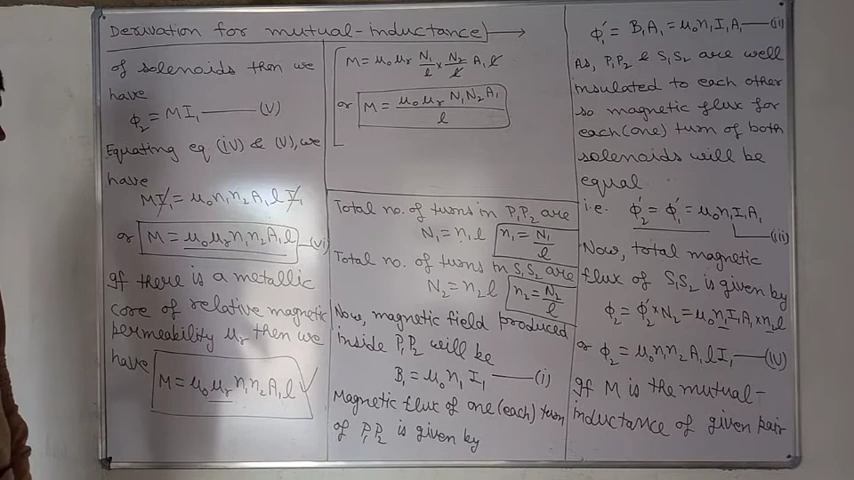 Derivation for mutual-inductance
of solenoids then we
have
ϕ₂ = MI₁ —— (V)
Equating eq (iv) & (V), we
have
MI₁ = μ₀n₁n₂A₁l I₁
or M = μ₀μᵣn₁n₂A₁l —(vi)
If there is a metallic
core of relative magnetic
permeability μᵣ then we
have
M = μ₀μᵣ n₁n₂A₁l ✓
M = μ₀μᵣ N₁/l × N₂/l A₁l
or M = μ₀μᵣ N₁N₂A₁/l
Total no. of turns in P₁P₂ are
N₁ = n₁l n₁ = N₁/l
Total no. of turns in S₁S₂ are
N₂ = n₂l n₂ = N₂/l
Now, magnetic field produced
inside P₁P₂ will be
B₁ = μ₀n₁I₁ —— (i)
Magnetic flux of one (each) turn
of P₁P₂ is given by
ϕ₁' = B₁A₁ = μ₀n₁I₁A₁ —(ii)
As, P₁P₂ & S₁S₂ are well
insulated to each other
so magnetic flux for
each(one) turn of both
solenoids will be
equal
i.e. ϕ₂' = ϕ₁' = μ₀n₁I₁A₁
—(iii)
Now, total magnetic
flux of S₁S₂ is given by
ϕ₂ = ϕ₂' × N₂ = μ₀n₁I₁A₁ × n₂l
or ϕ₂ = μ₀n₁n₂A₁lI₁ —(iv)
If M is the mutual-
inductance of given pair